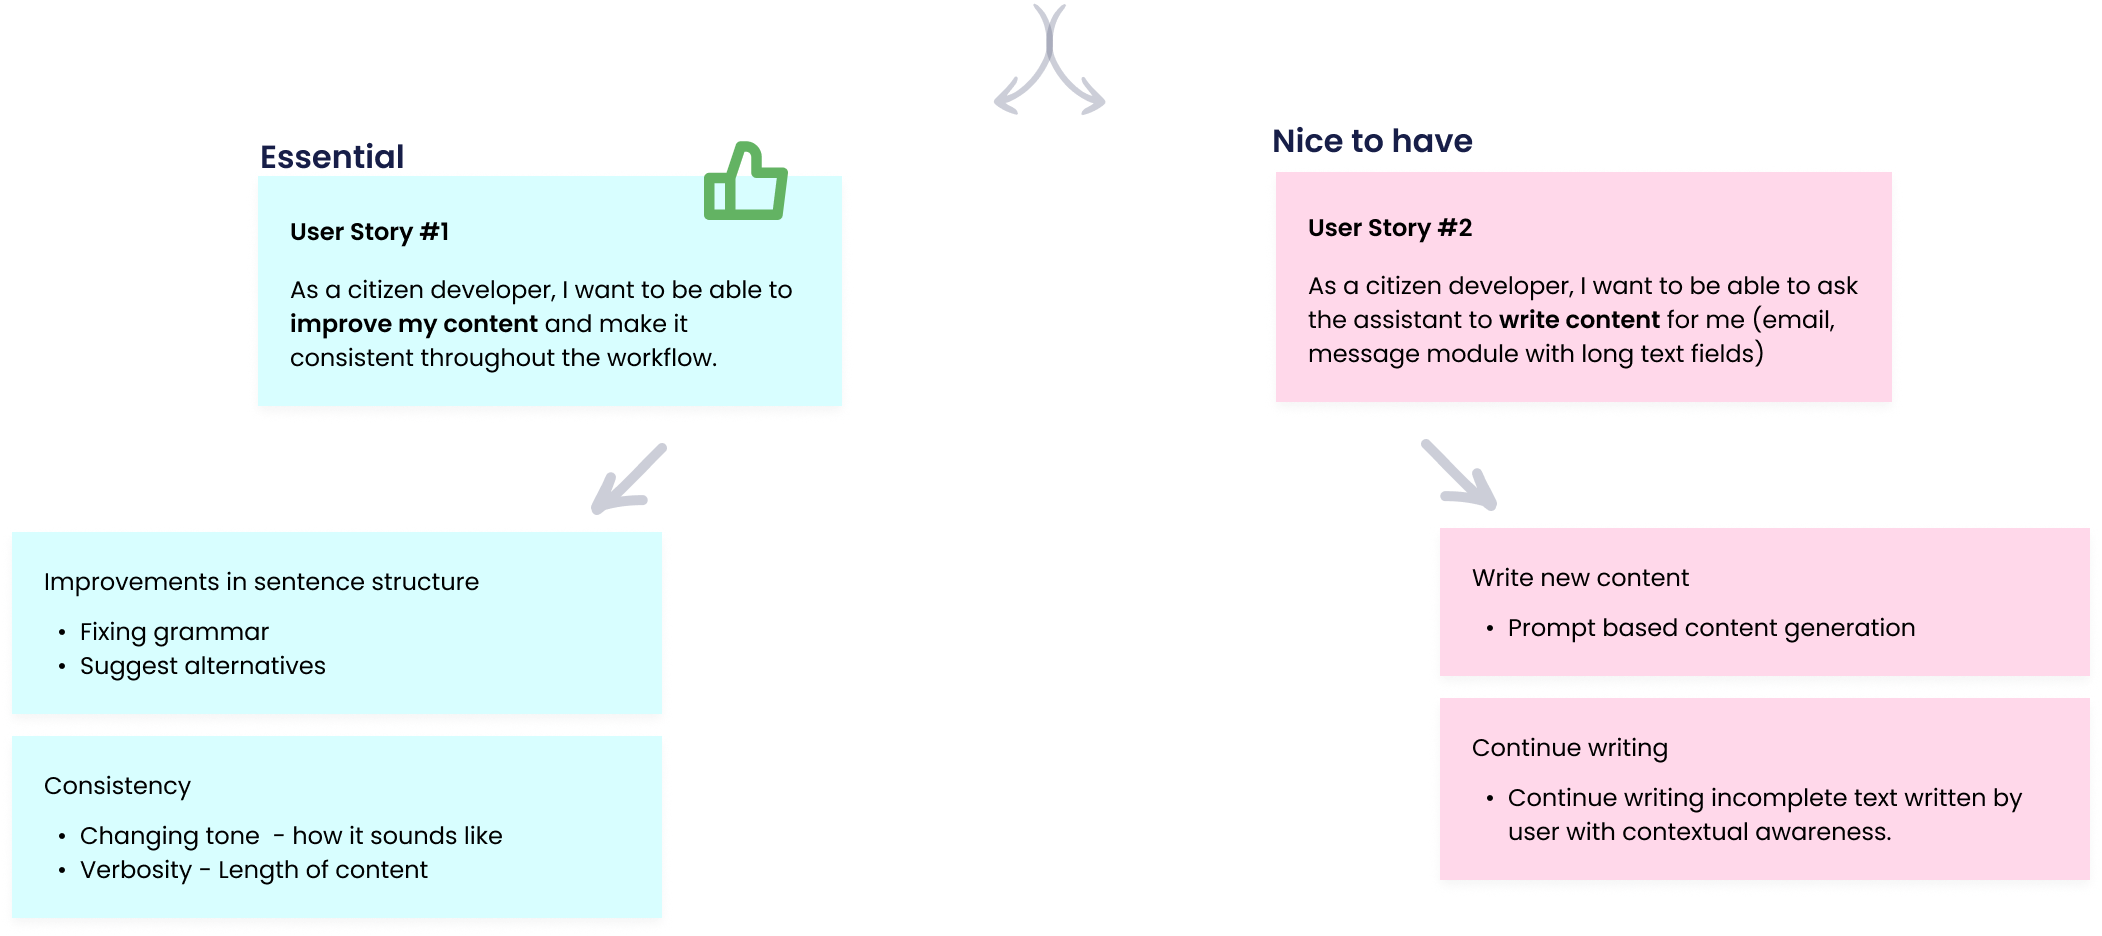 Essential
User Story #1
As a citizen developer, I want to be able to
improve my content and make it
consistent throughout the workflow.
Improvements in sentence structure
• Fixing grammar
• Suggest alternatives
Consistency
• Changing tone  - how it sounds like
• Verbosity - Length of content
Nice to have
User Story #2
As a citizen developer, I want to be able to ask
the assistant to write content for me (email,
message module with long text fields)
Write new content
• Prompt based content generation
Continue writing
• Continue writing incomplete text written by
user with contextual awareness.